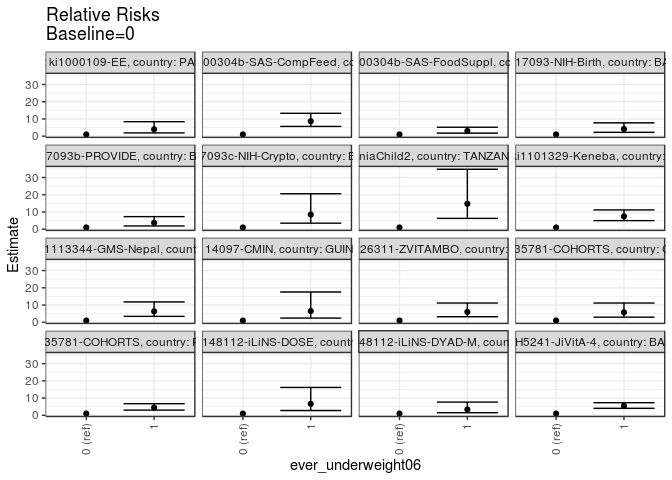 Relative Risks
Baseline=0
ki1000109-EE, country: PA
00304b-SAS-CompFeed, co
00304b-SAS-FoodSuppl, co
17093-NIH-Birth, country: BA
30
20
10
0
7093b-PROVIDE, country: B
7093c-NIH-Crypto, country: B
niaChild2, country: TANZAN
ki1101329-Keneba, country:
30
20
10
0
1113344-GMS-Nepal, count
14097-CMIN, country: GUIN
26311-ZVITAMBO, country:
35781-COHORTS, country:
30
20
10
0
35781-COHORTS, country:
148112-iLiNS-DOSE, country
48112-iLiNS-DYAD-M, coun
H5241-JiVitA-4, country: BA
30
20
10
0
0 (ref)
1
0 (ref)
1
0 (ref)
1
0 (ref)
1
Estimate
ever_underweight06